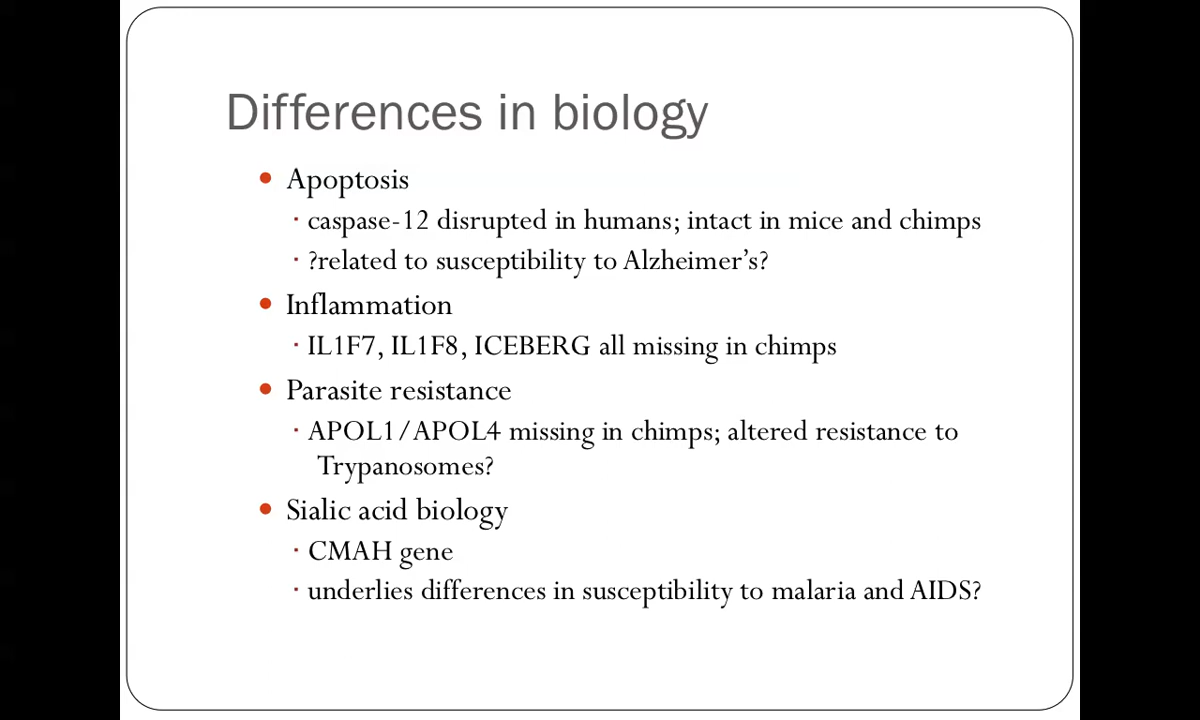 Differences in biology
• Apoptosis
· caspase-12 disrupted in humans; intact in mice and chimps
· ?related to susceptibility to Alzheimer’s?
• Inflammation
· IL1F7, IL1F8, ICEBERG all missing in chimps
• Parasite resistance
· APOL1/APOL4 missing in chimps; altered resistance to
Trypanosomes?
• Sialic acid biology
· CMAH gene
· underlies differences in susceptibility to malaria and AIDS?